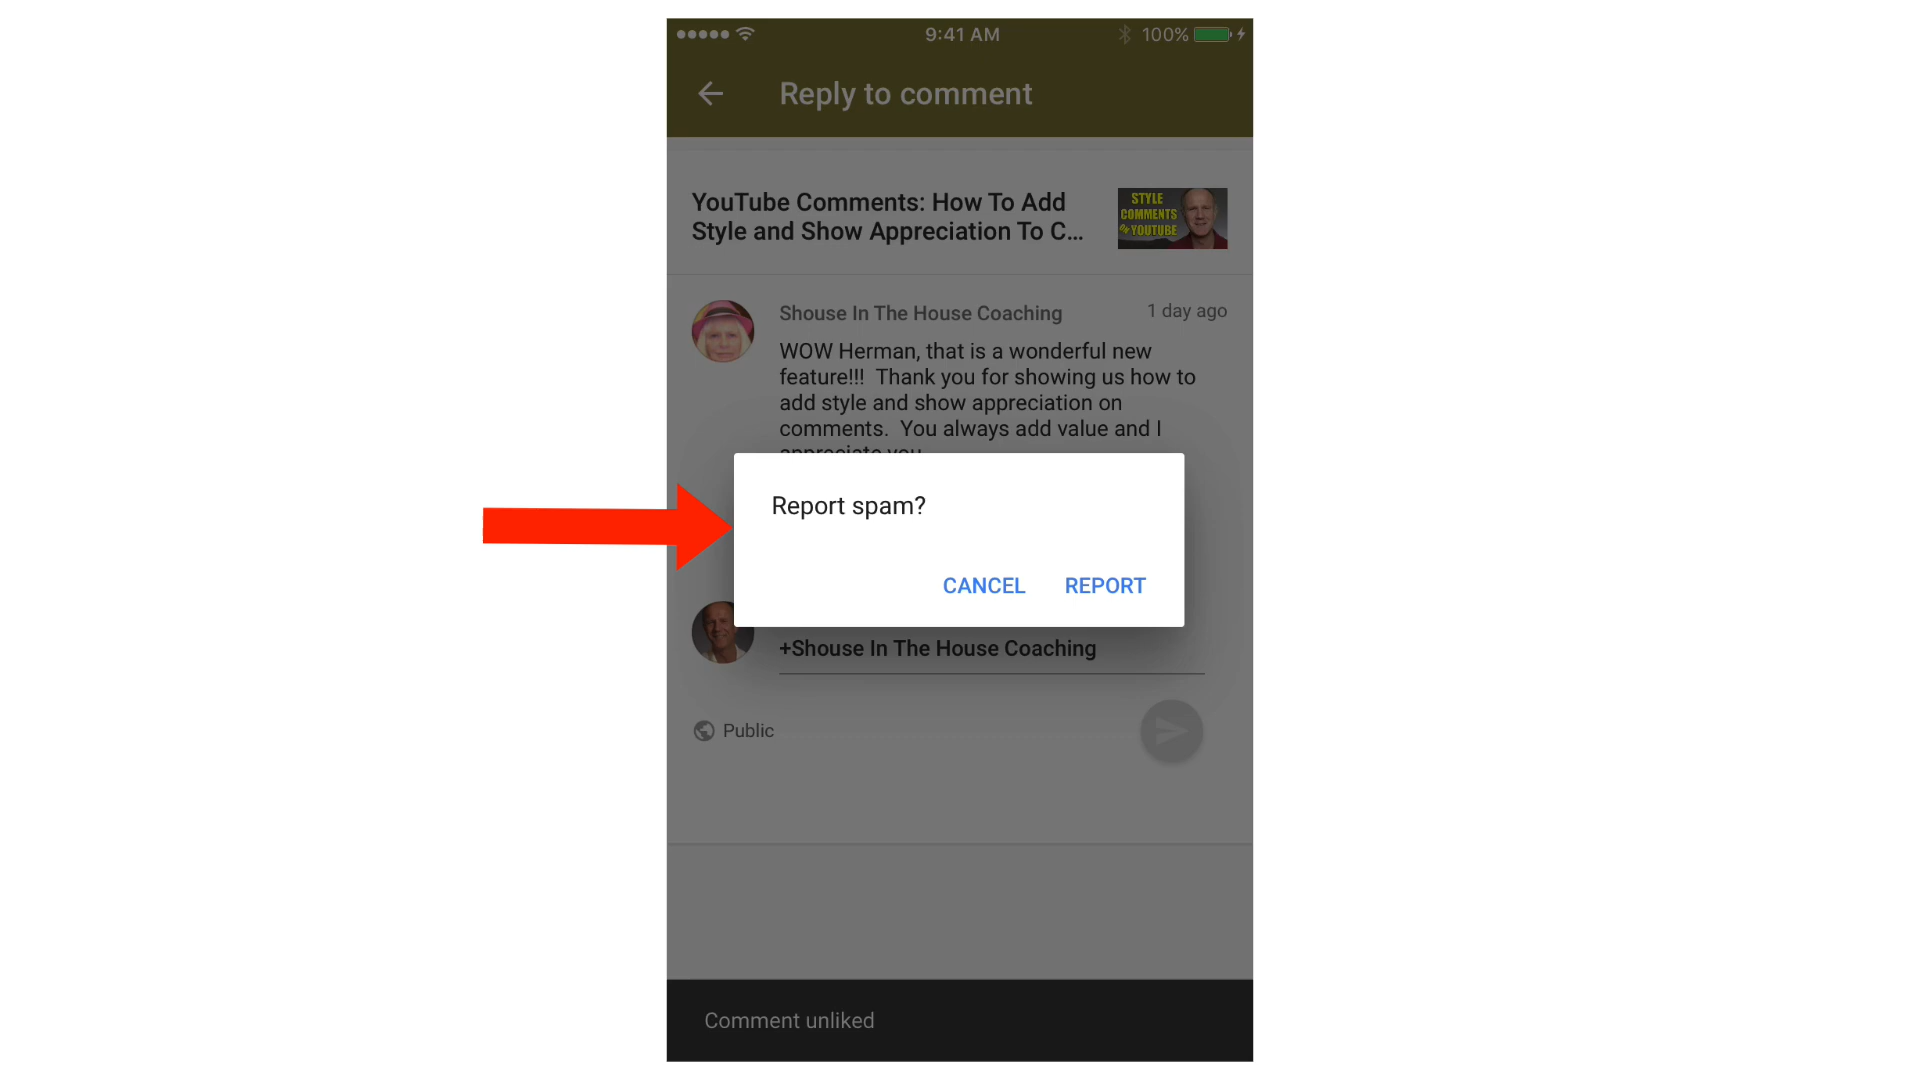 9:41 AM
100%
Reply to comment
YouTube Comments: How To Add
Style and Show Appreciation To C...
STYLE
COMMENTS
ON YOUTUBE
Shouse In The House Coaching
1 day ago
WOW Herman, that is a wonderful new
feature!!!  Thank you for showing us how to
add style and show appreciation on
comments.  You always add value and I
appreciate you
Report spam?
CANCEL REPORT
+Shouse In The House Coaching
Public
Comment unliked